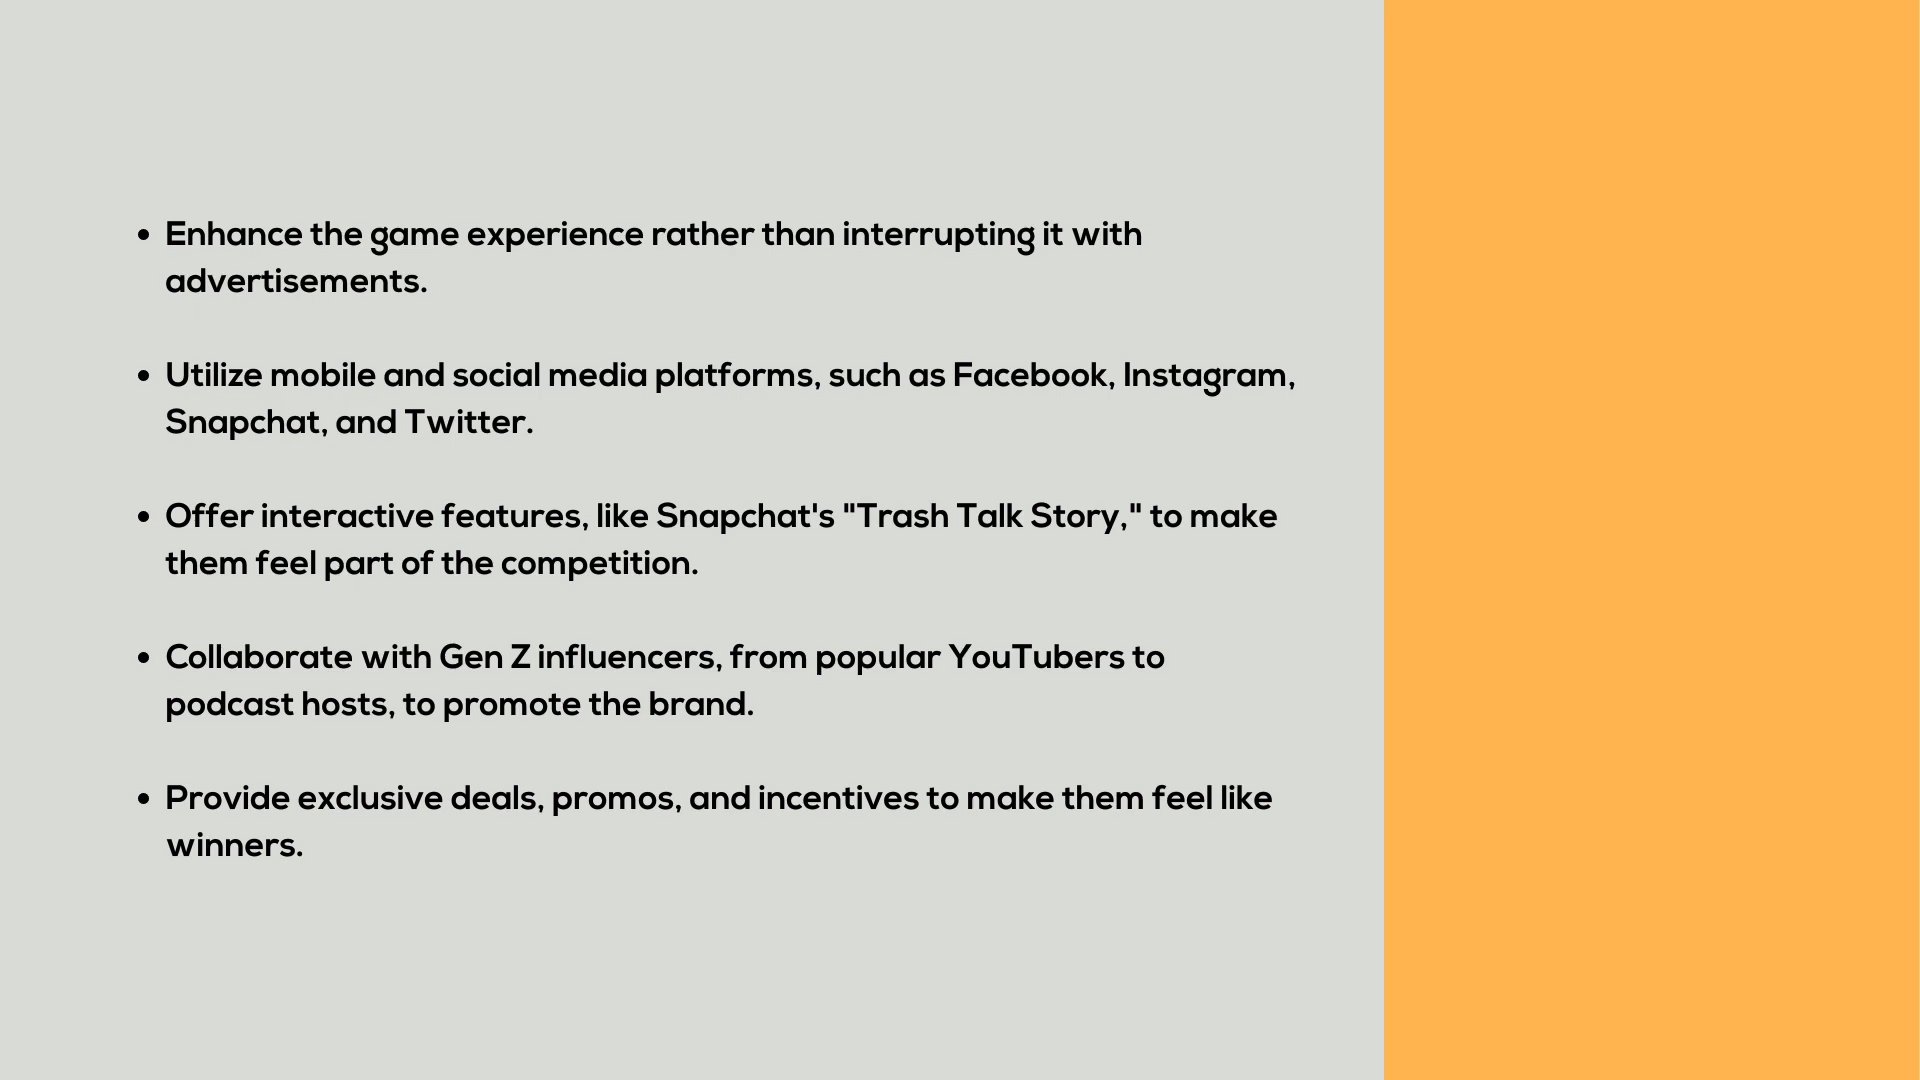 • Enhance the game experience rather than interrupting it with
advertisements.
• Utilize mobile and social media platforms, such as Facebook, Instagram,
Snapchat, and Twitter.
• Offer interactive features, like Snapchat's "Trash Talk Story," to make
them feel part of the competition.
• Collaborate with Gen Z influencers, from popular YouTubers to
podcast hosts, to promote the brand.
• Provide exclusive deals, promos, and incentives to make them feel like
winners.